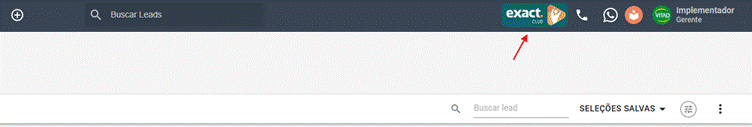 Buscar Leads
exact.
CLUB
VITAO
Implementador
Gerente
Buscar lead
SELEÇÕES SALVAS